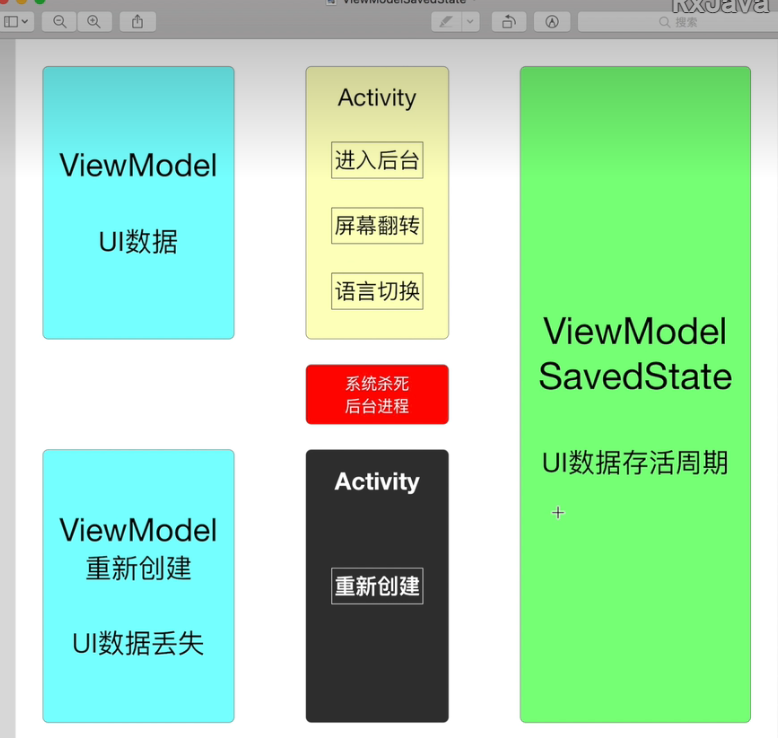 ViewModelSavedState
RxJava
搜索
ViewModel
UI数据
Activity
进入后台
屏幕翻转
语言切换
系统杀死
后台进程
ViewModel
SavedState
UI数据存活周期
ViewModel
重新创建
UI数据丢失
Activity
重新创建